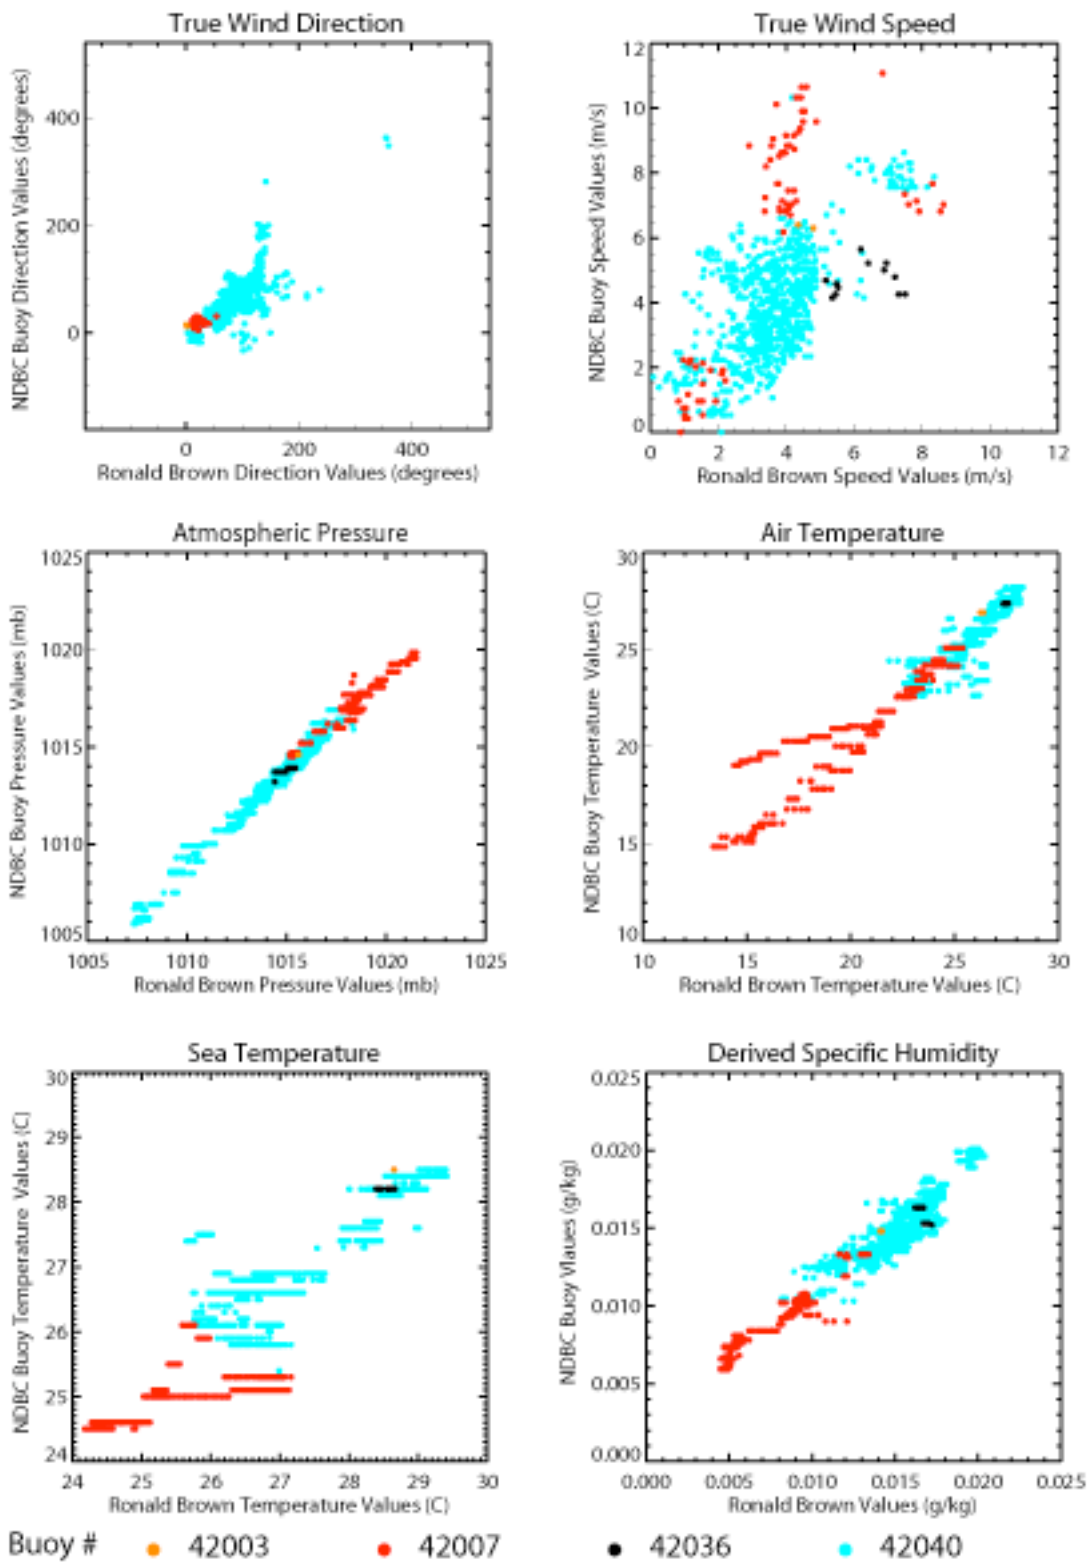 True Wind Direction
NDBC Buoy Direction Values (degrees)
400
200
0
0 200 400
Ronald Brown Direction Values (degrees)
True Wind Speed
NDBC Buoy Speed Values (m/s)
12
10
8
6
4
2
0
0 2 4 6 8 10 12
Ronald Brown Speed Values (m/s)
Atmospheric Pressure
NDBC Buoy Pressure Values (mb)
1025
1020
1015
1010
1005
1005 1010 1015 1020 1025
Ronald Brown Pressure Values (mb)
Air Temperature
NDBC Buoy Temperature Values (C)
30
25
20
15
10
10 15 20 25 30
Ronald Brown Temperature Values (C)
Sea Temperature
NDBC Buoy Temperature Values (C)
30
29
28
27
26
25
24
24 25 26 27 28 29 30
Ronald Brown Temperature Values (C)
Derived Specific Humidity
NDBC Buoy Vlaues (g/kg)
0.025
0.020
0.015
0.010
0.005
0.000
0.000 0.005 0.010 0.015 0.020 0.025
Ronald Brown Values (g/kg)
Buoy # 42003 42007 42036 42040